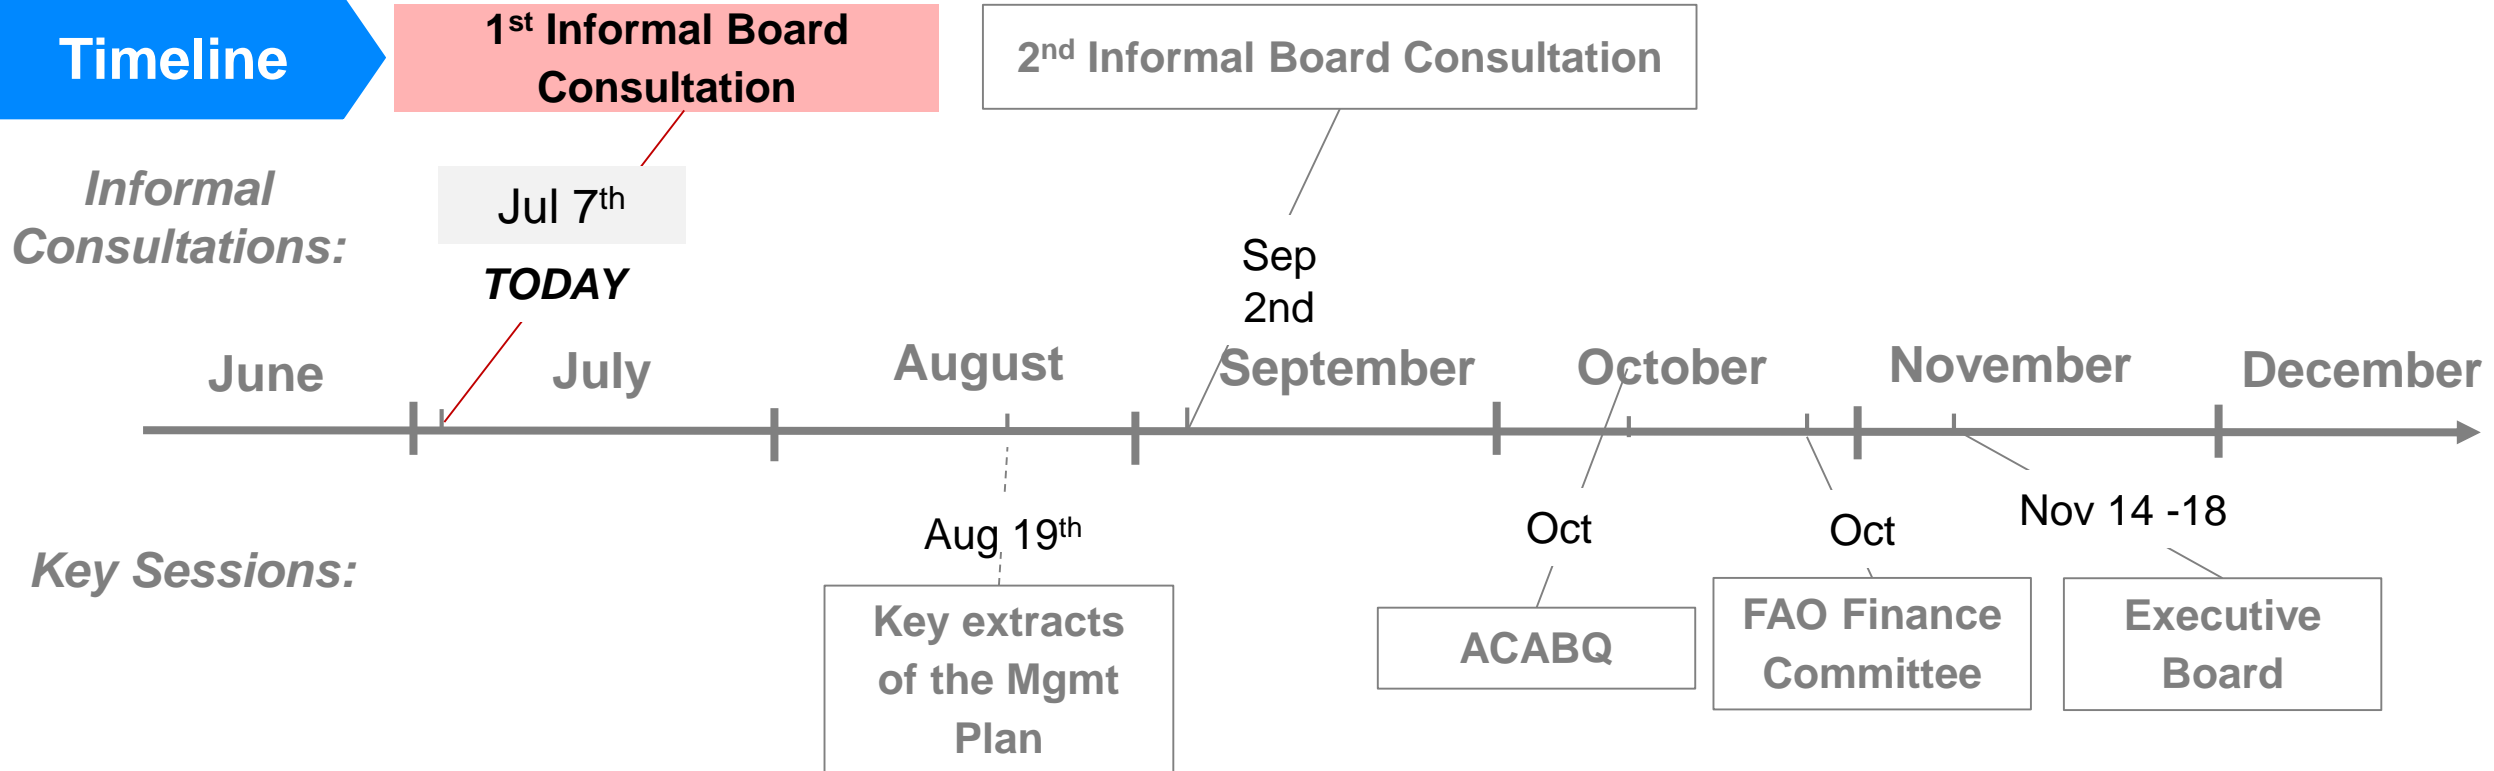 Timeline
1st Informal Board
Consultation
2nd Informal Board Consultation
Informal
Consultations:
Jul 7th
TODAY
Sep
2nd
June
July
August
September
October
November
December
Key Sessions:
Aug 19th
Oct
Oct
Nov 14 -18
Key extracts
of the Mgmt
Plan
ACABQ
FAO Finance
Committee
Executive
Board